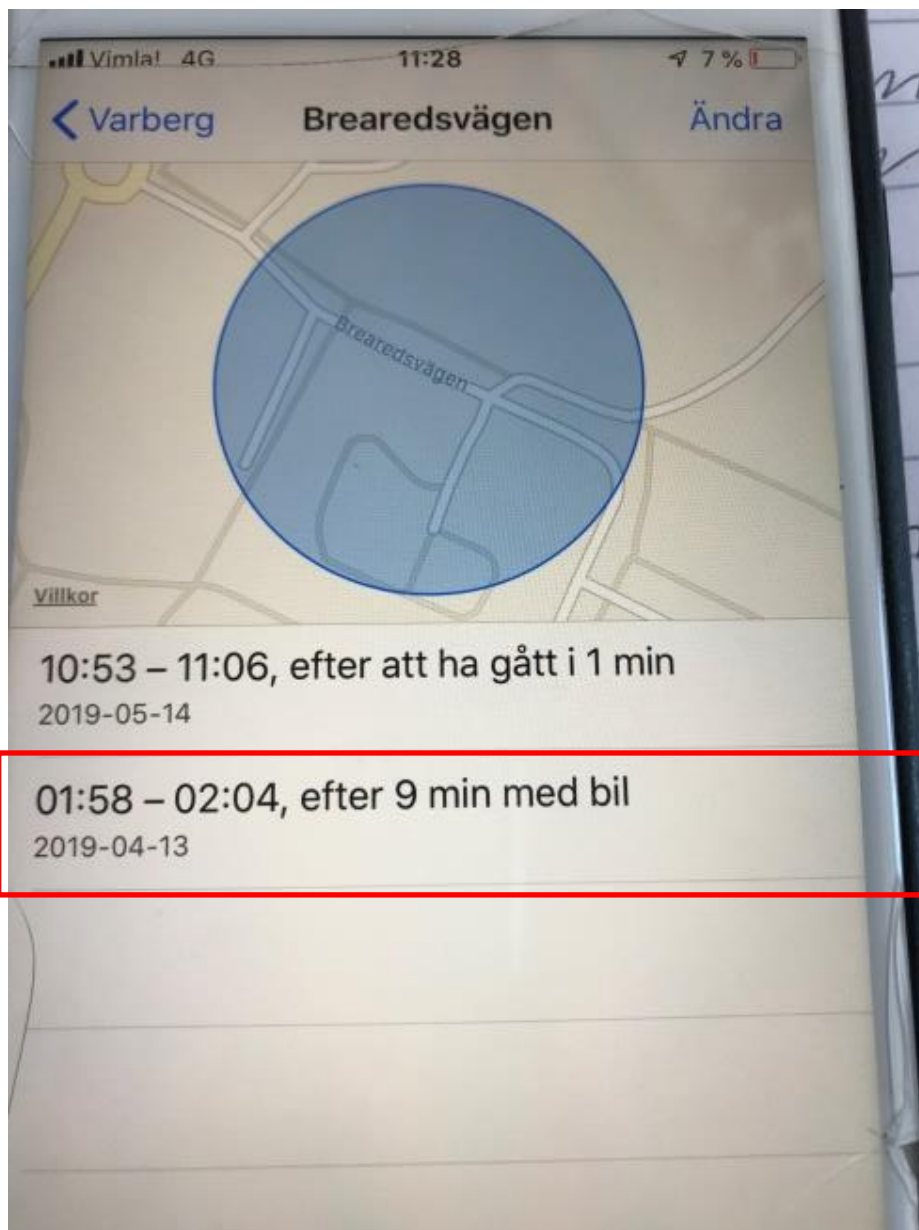 Vimla! 4G 11:28 7 %
Varberg Brearedsvägen Ändra
Brearedsvägen
Villkor
10:53 – 11:06, efter att ha gått i 1 min
2019-05-14
01:58 – 02:04, efter 9 min med bil
2019-04-13